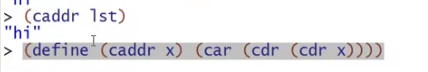 > (caddr lst)
"hi"
> (define (caddr x) (car (cdr (cdr x))))